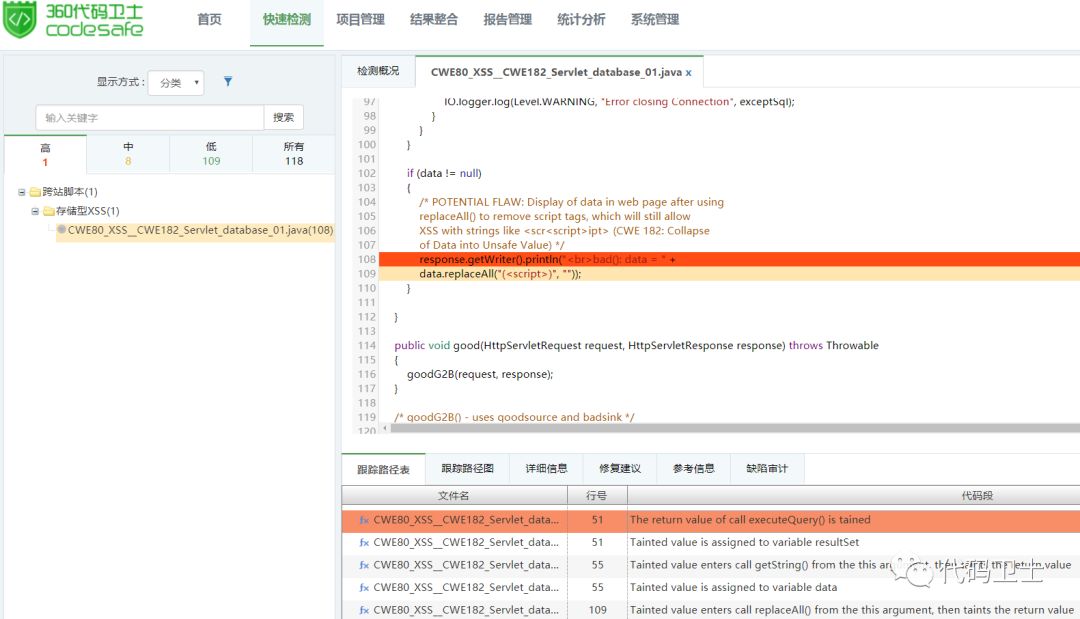 360代码卫士
codesafe
首页 快速检测 项目管理 结果整合 报告管理 统计分析 系统管理
显示方式： 分类
输入关键字 搜索
高 中 低 所有
1 8 109 118
跨站脚本(1)
存储型XSS(1)
CWE80_XSS__CWE182_Servlet_database_01.java(108)
检测概况 CWE80_XSS__CWE182_Servlet_database_01.java x
97 IO.logger.log(Level.WARNING, "Error closing Connection", exceptSql);
98 }
99 }
100 }
101
102 if (data != null)
103 {
104 /* POTENTIAL FLAW: Display of data in web page after using
105 replaceAll() to remove script tags, which will still allow
106 XSS with strings like <scr<script>ipt> (CWE 182: Collapse
107 of Data into Unsafe Value) */
108 response.getWriter().println("<br>bad(): data = " +
109 data.replaceAll("(<script>)", ""));
110 }
111
112 }
113
114 public void good(HttpServletRequest request, HttpServletResponse response) throws Throwable
115 {
116 goodG2B(request, response);
117 }
118
119 /* goodG2B() - uses goodsource and badsink */
120
跟踪路径表 跟踪路径图 详细信息 修复建议 参考信息 缺陷审计
文件名 行号 代码段
fx CWE80_XSS__CWE182_Servlet_data... 51 The return value of call executeQuery() is tained
fx CWE80_XSS__CWE182_Servlet_data... 51 Tainted value is assigned to variable resultSet
fx CWE80_XSS__CWE182_Servlet_data... 55 Tainted value enters call getString() from the this return value
fx CWE80_XSS__CWE182_Servlet_data... 55 Tainted value is assigned to variable data
fx CWE80_XSS__CWE182_Servlet_data... 109 Tainted value enters call replaceAll() from the this argument, then taints the return value
代码卫士